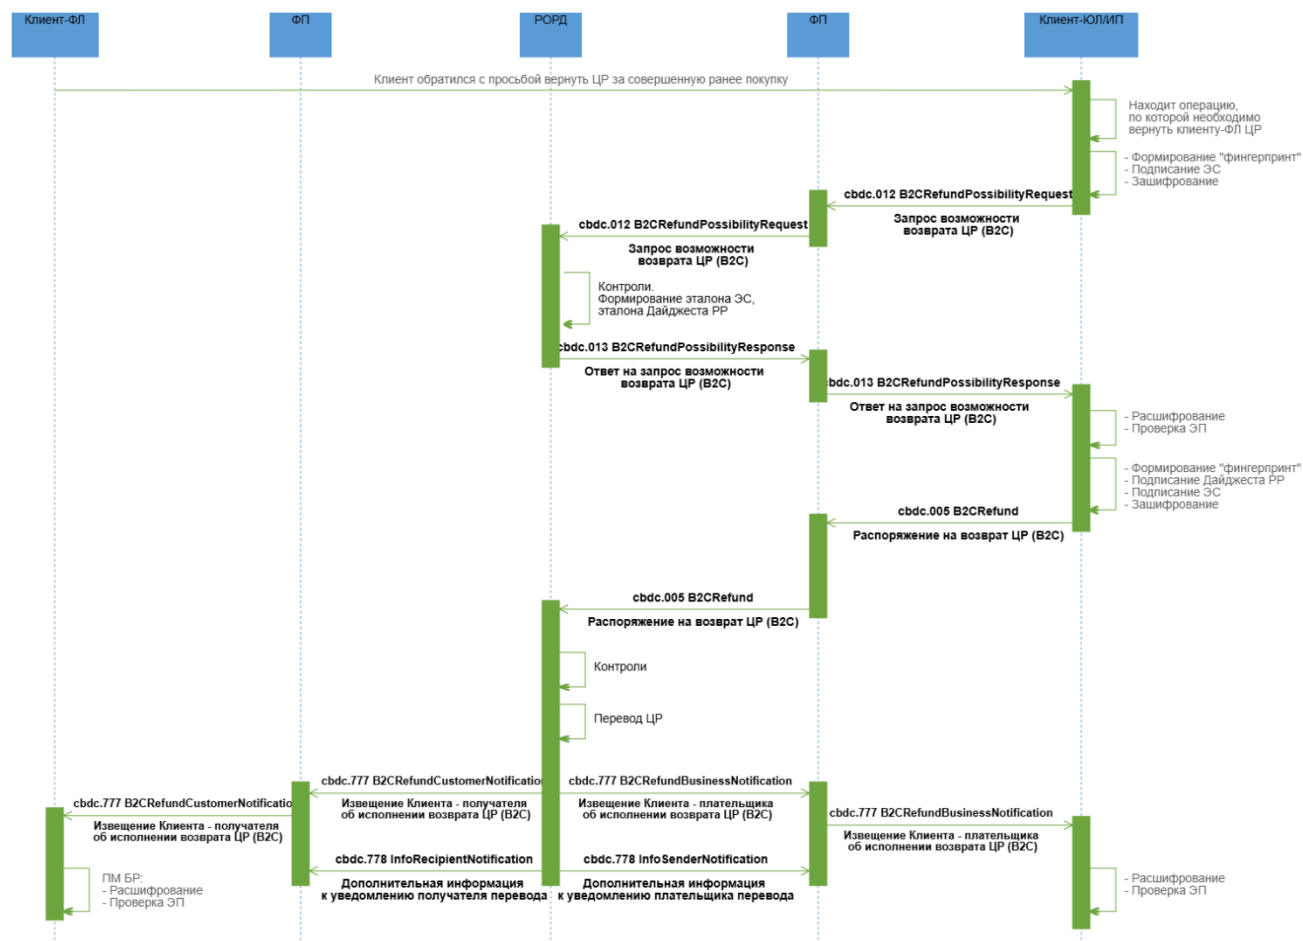 Клиент-ФЛ
ФП
РОРД
ФП
Клиент-ЮЛ/ИП
Клиент обратился с просьбой вернуть ЦР за совершенную ранее покупку
Находит операцию,
по которой необходимо
вернуть клиенту-ФЛ ЦР
- Формирование "фингерпринт"
- Подписание ЭС
- Зашифрование
cbdc.012 B2CRefundPossibilityRequest
Запрос возможности
возврата ЦР (B2C)
cbdc.012 B2CRefundPossibilityRequest
Запрос возможности
возврата ЦР (B2C)
Контроли.
Формирование эталона ЭС,
эталона Дайджеста РР
cbdc.013 B2CRefundPossibilityResponse
Ответ на запрос возможности
возврата ЦР (B2C)
cbdc.013 B2CRefundPossibilityResponse
Ответ на запрос возможности
возврата ЦР (B2C)
- Расшифрование
- Проверка ЭП
- Формирование "фингерпринт"
- Подписание Дайджеста РР
- Подписание ЭС
- Зашифрование
cbdc.005 B2CRefund
Распоряжение на возврат ЦР (B2C)
cbdc.005 B2CRefund
Распоряжение на возврат ЦР (B2C)
Контроли
Перевод ЦР
cbdc.777 B2CRefundCustomerNotification
Извещение Клиента - получателя
об исполнении возврата ЦР (B2C)
cbdc.777 B2CRefundBusinessNotification
Извещение Клиента - плательщика
об исполнении возврата ЦР (B2C)
cbdc.777 B2CRefundCustomerNotificatio
Извещение Клиента - получателя
об исполнении возврата ЦР (B2C)
cbdc.777 B2CRefundBusinessNotification
Извещение Клиента - плательщика
об исполнении возврата ЦР (B2C)
cbdc.778 InfoRecipientNotification
Дополнительная информация
к уведомлению получателя перевода
cbdc.778 InfoSenderNotification
Дополнительная информация
к уведомлению плательщика перевода
ПМ БР:
- Расшифрование
- Проверка ЭП
- Расшифрование
- Проверка ЭП